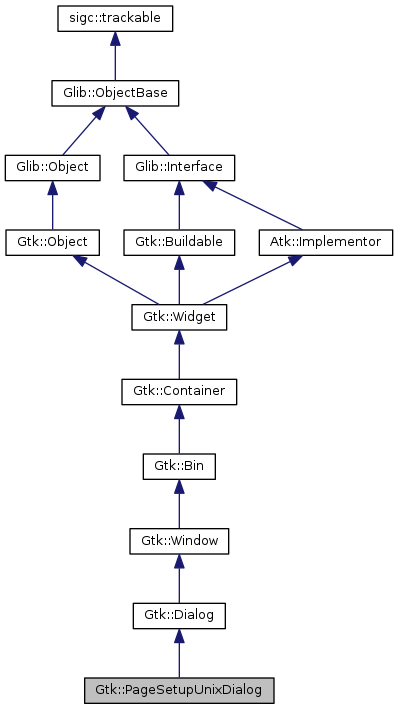 sigc::trackable
Glib::ObjectBase
Glib::Object
Glib::Interface
Gtk::Object
Gtk::Buildable
Atk::Implementor
Gtk::Widget
Gtk::Container
Gtk::Bin
Gtk::Window
Gtk::Dialog
Gtk::PageSetupUnixDialog